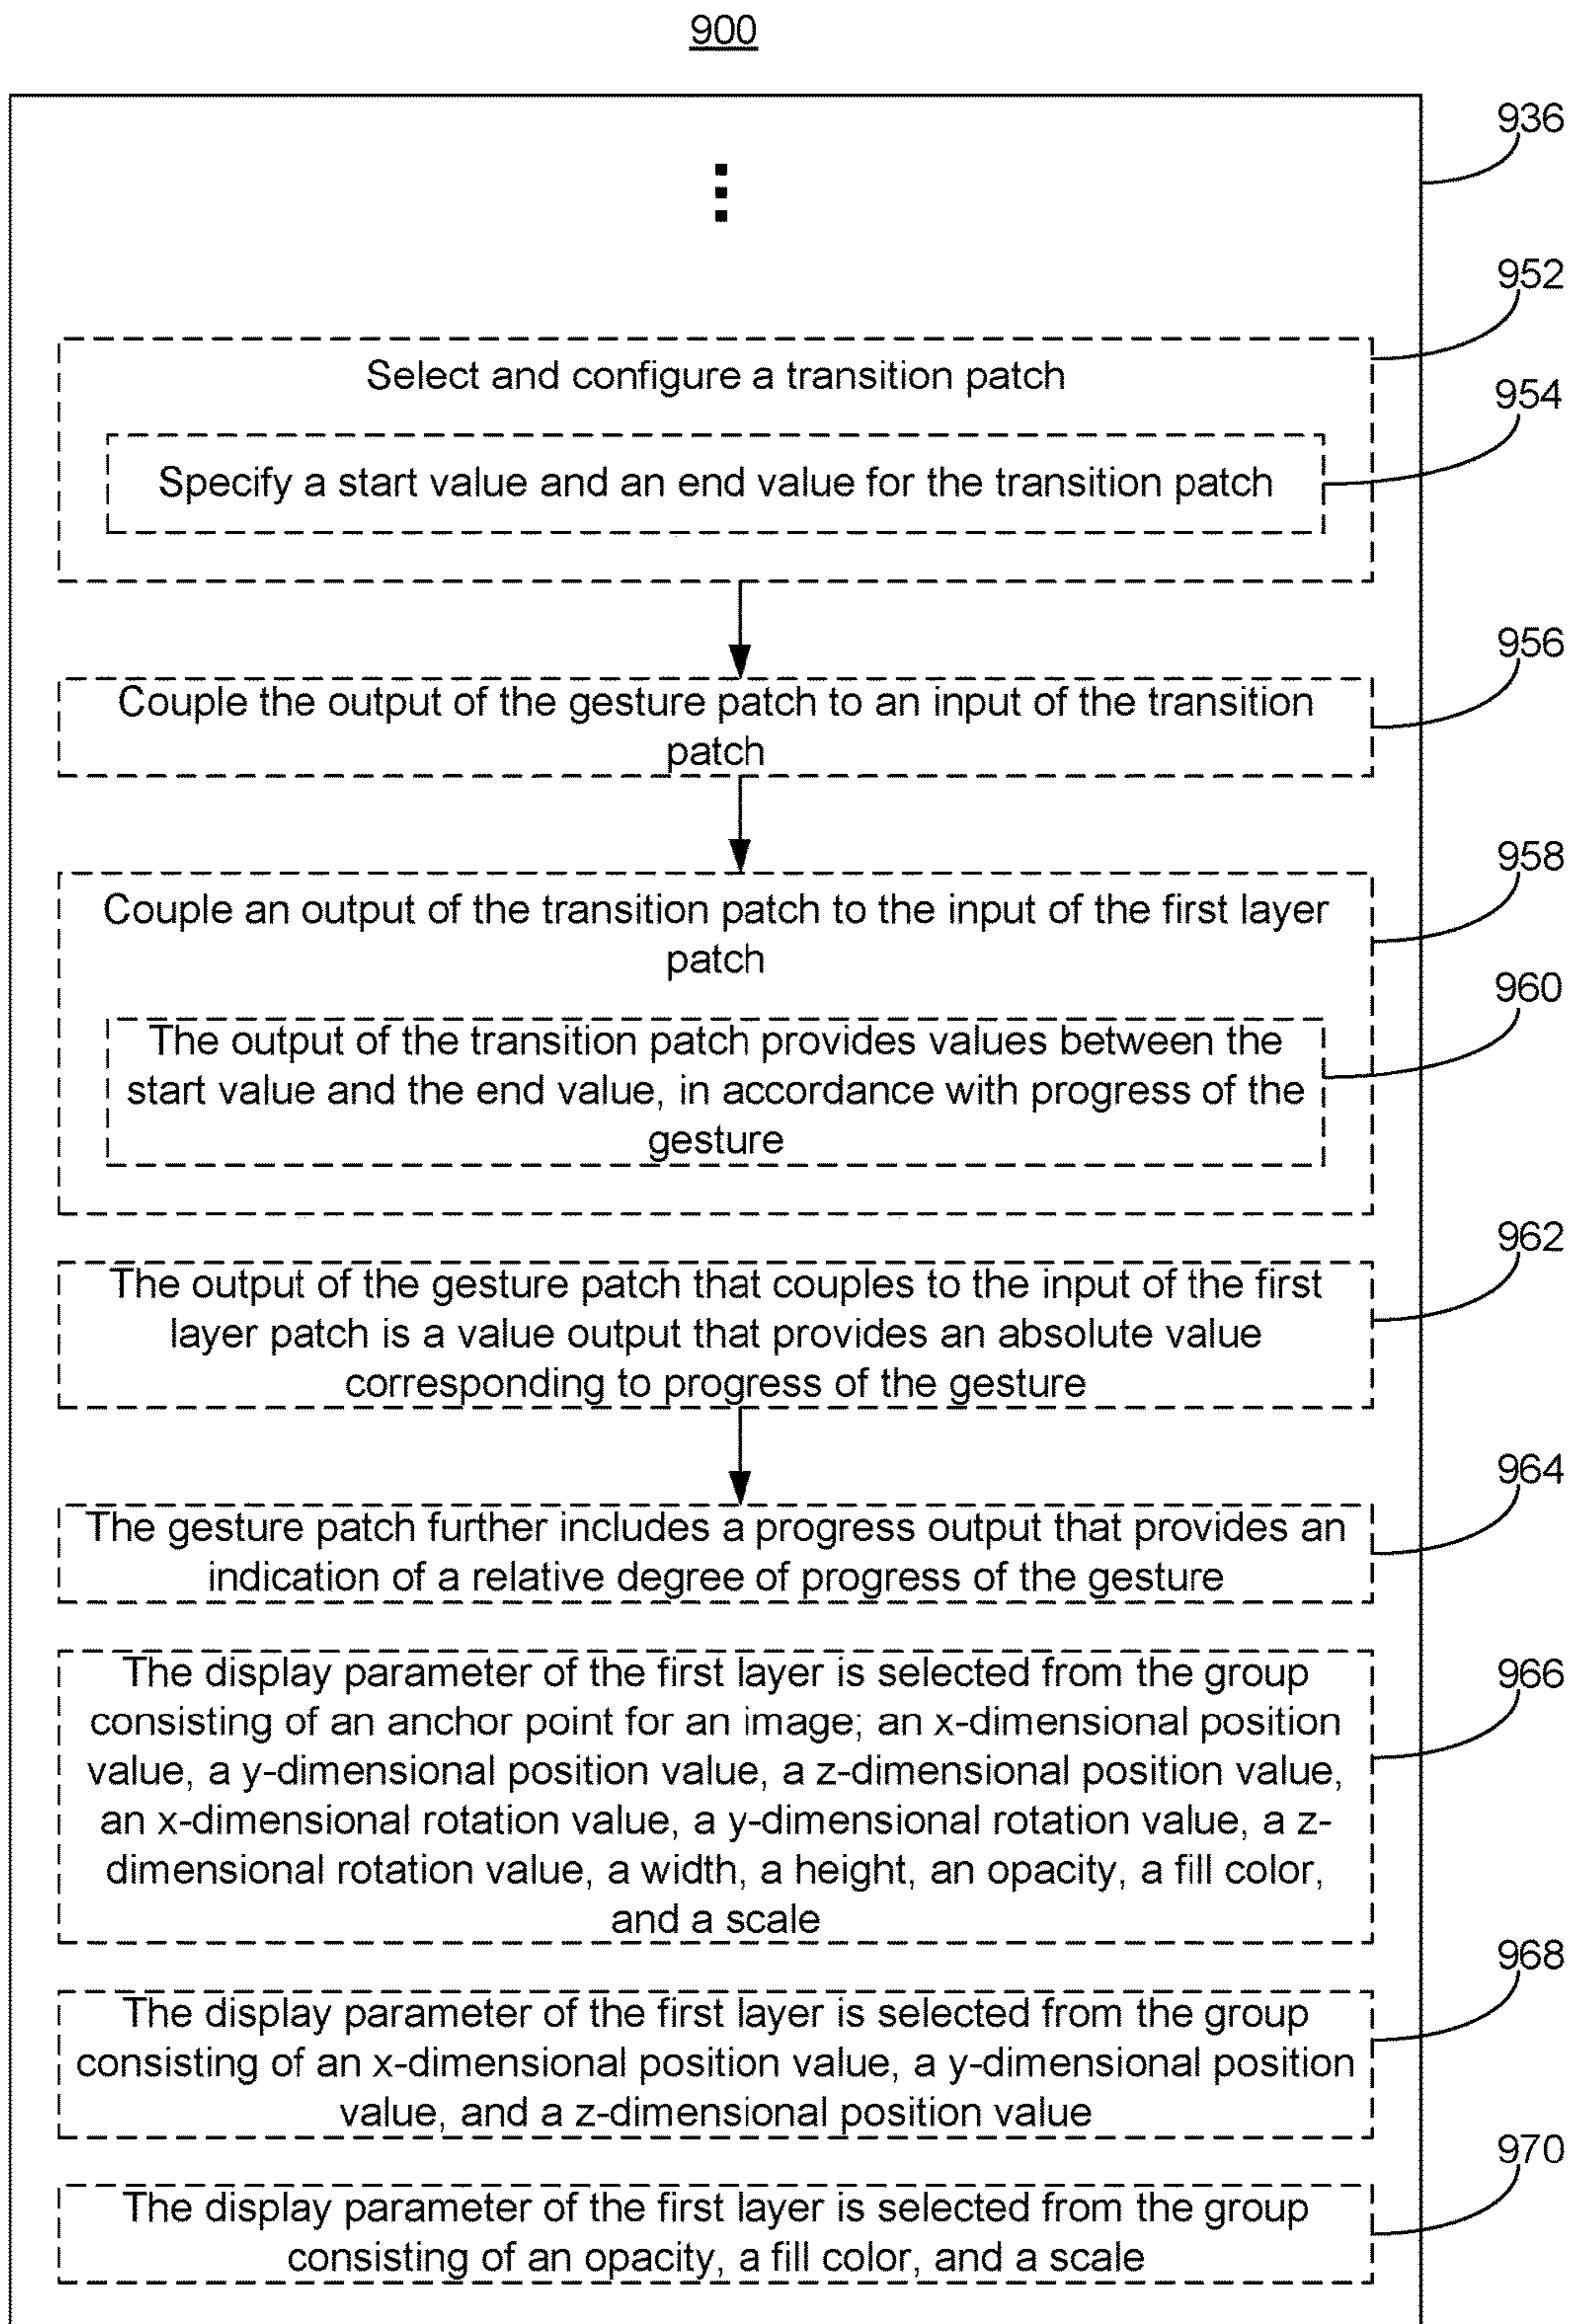 900
936
952
Select and configure a transition patch
954
Specify a start value and an end value for the transition patch
956
Couple the output of the gesture patch to an input of the transition
patch
958
Couple an output of the transition patch to the input of the first layer
patch
960
The output of the transition patch provides values between the
start value and the end value, in accordance with progress of the
gesture
962
The output of the gesture patch that couples to the input of the first
layer patch is a value output that provides an absolute value
corresponding to progress of the gesture
964
The gesture patch further includes a progress output that provides an
indication of a relative degree of progress of the gesture
966
The display parameter of the first layer is selected from the group
consisting of an anchor point for an image; an x-dimensional position
value, a y-dimensional position value, a z-dimensional position value,
an x-dimensional rotation value, a y-dimensional rotation value, a z-
dimensional rotation value, a width, a height, an opacity, a fill color,
and a scale
968
The display parameter of the first layer is selected from the group
consisting of an x-dimensional position value, a y-dimensional position
value, and a z-dimensional position value
970
The display parameter of the first layer is selected from the group
consisting of an opacity, a fill color, and a scale